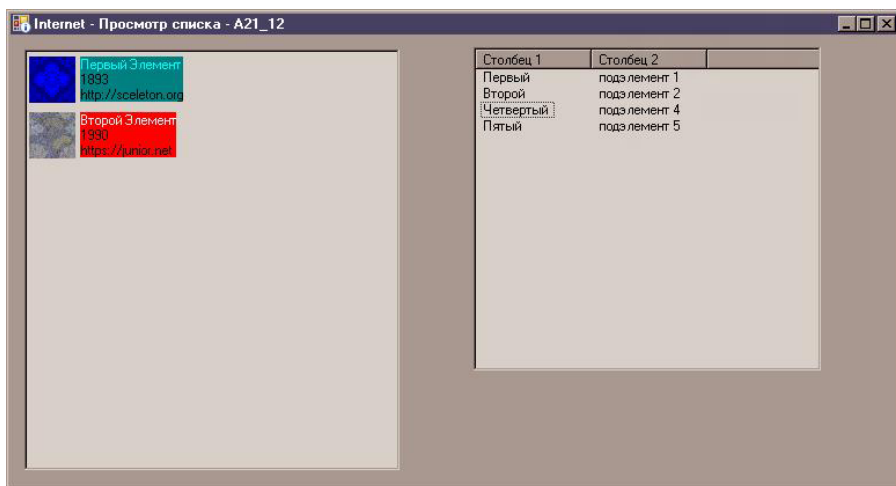 Internet - Просмотр списка - A21_12
Первый Элемент
1893
http://sceleton.org
Второй Элемент
1990
https://junior.net
Столбец 1 Столбец 2
Первый подэлемент 1
Второй подэлемент 2
Четвертый подэлемент 4
Пятый подэлемент 5